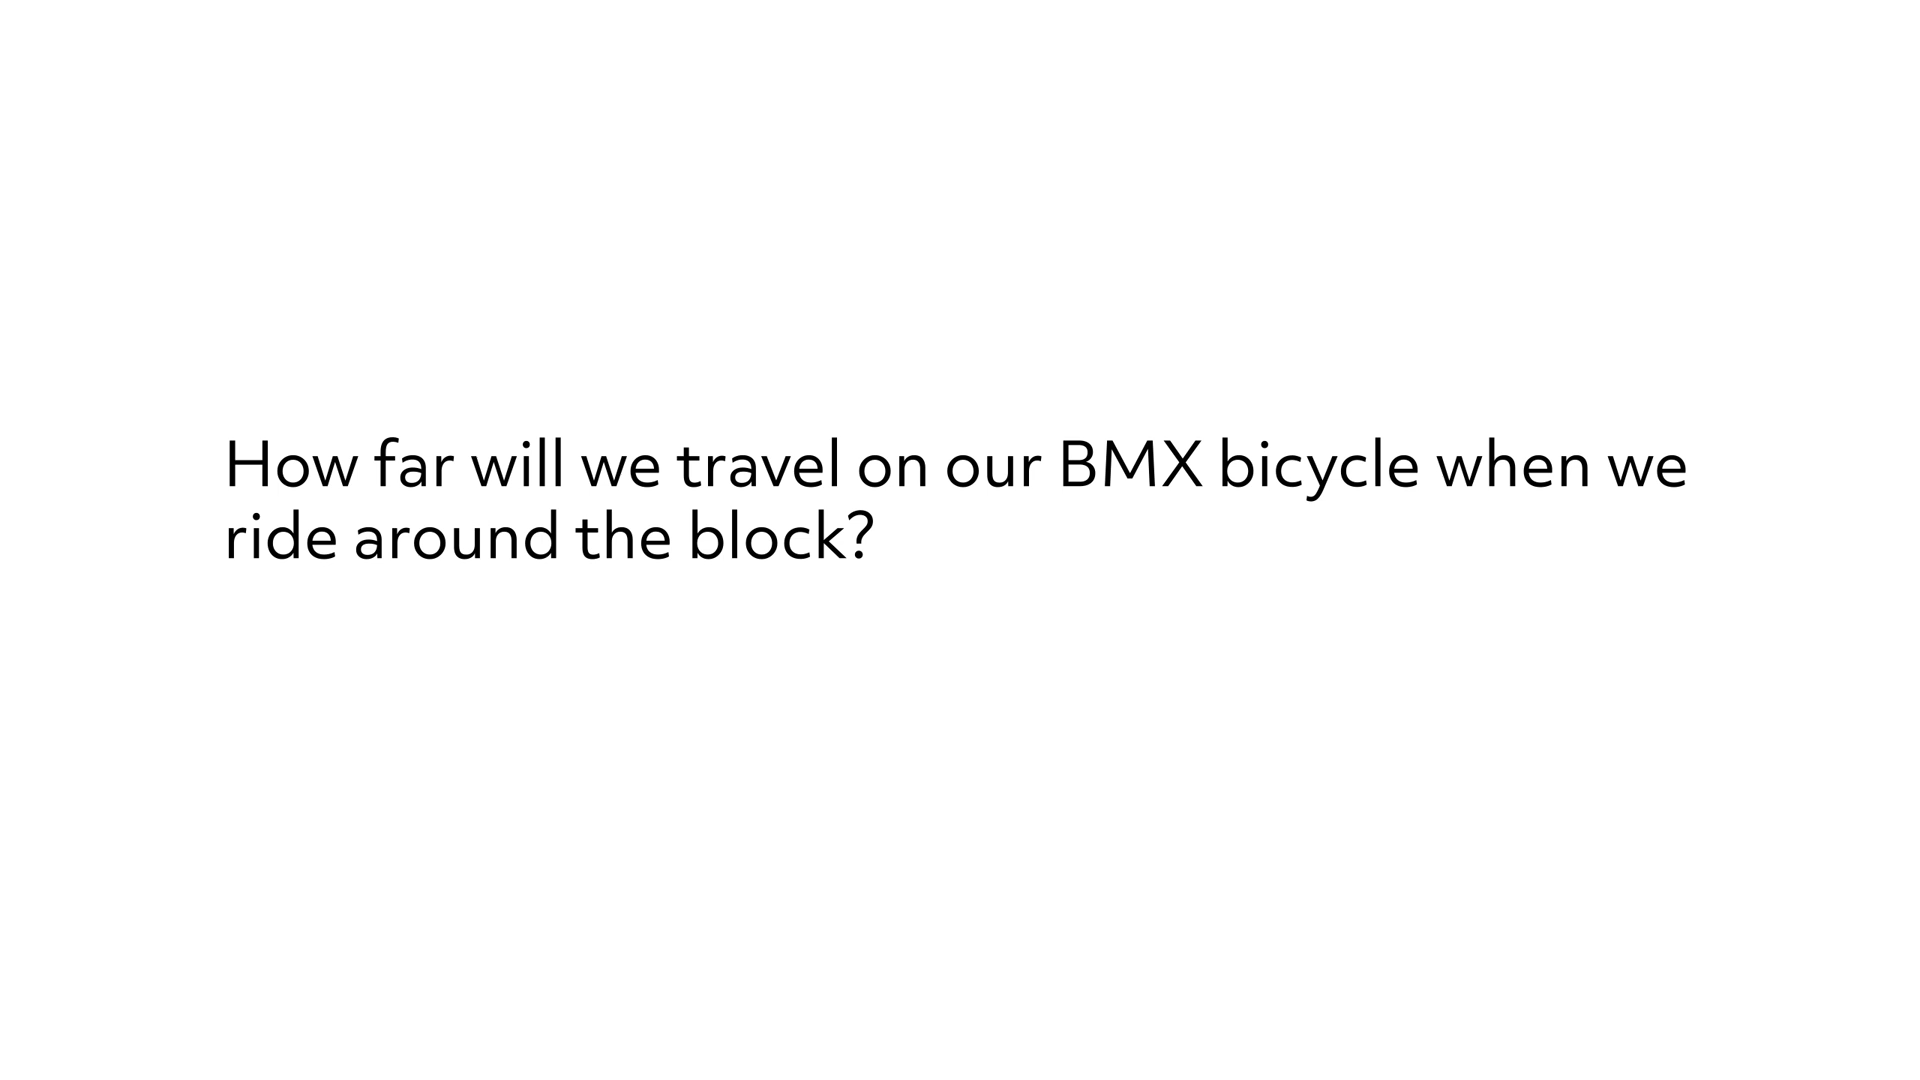 How far will we travel on our BMX bicycle when we
ride around the block?